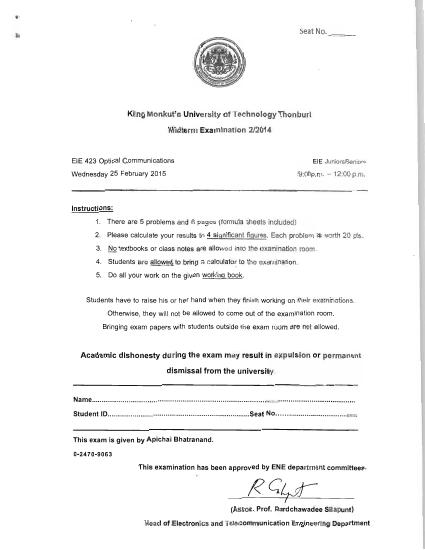 Seat No. ______
King Monkut's University of Technology Thonburi
Midterm Examination 2/2014
EIE 423 Optical Communications EIE Juniors/Seniors
Wednesday 25 February 2015 9:00p.m. – 12:00 p.m.
Instructions:
1. There are 5 problems and 6 pages (formula sheets included)
2. Please calculate your results in 4 significant figures. Each problem is worth 20 pts.
3. No textbooks or class notes are allowed into the examination room.
4. Students are allowed to bring a calculator to the examination.
5. Do all your work on the given working book.
Students have to raise his or her hand when they finish working on their examinations.
Otherwise, they will not be allowed to come out of the examination room.
Bringing exam papers with students outside the exam room are not allowed.
Academic dishonesty during the exam may result in expulsion or permanent
dismissal from the university.
Name..........................................................................................
Student ID..................................................Seat No..............................
This exam is given by Apichai Bhatranand.
0-2470-9063
This examination has been approved by ENE department committee.
(Assoc. Prof. Rardchawadee Silapunt)
Head of Electronics and Telecommunication Engineering Department